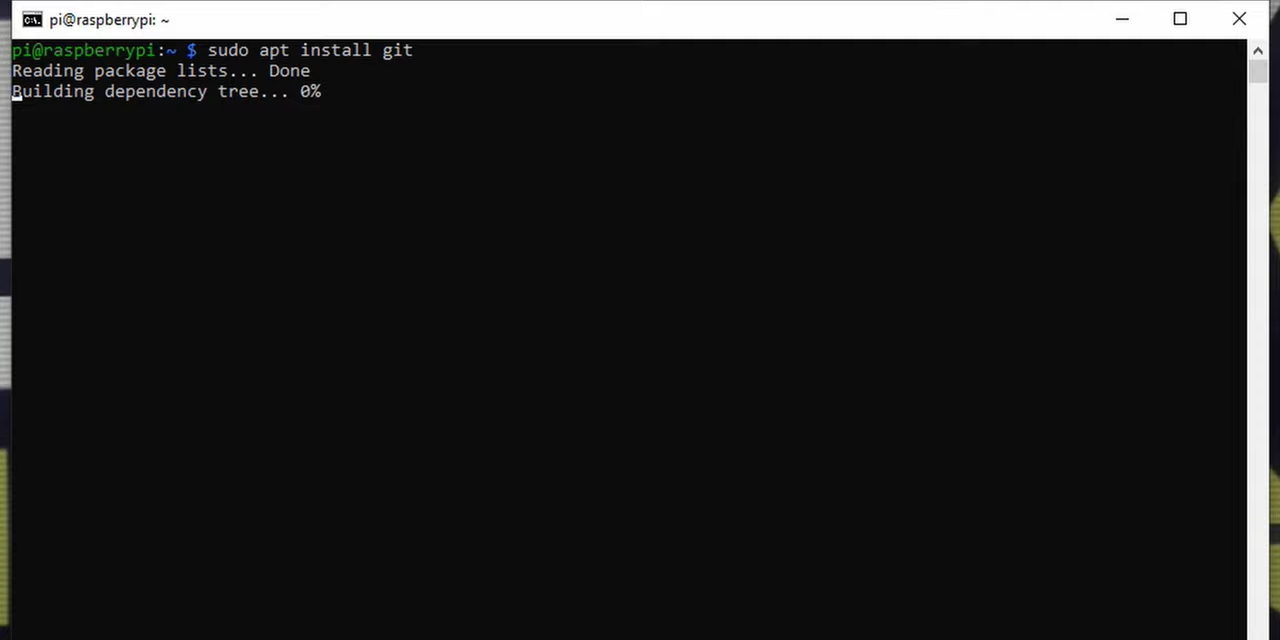 pi@raspberrypi: ~
pi@raspberrypi:~ $ sudo apt install git
Reading package lists... Done
Building dependency tree... 0%